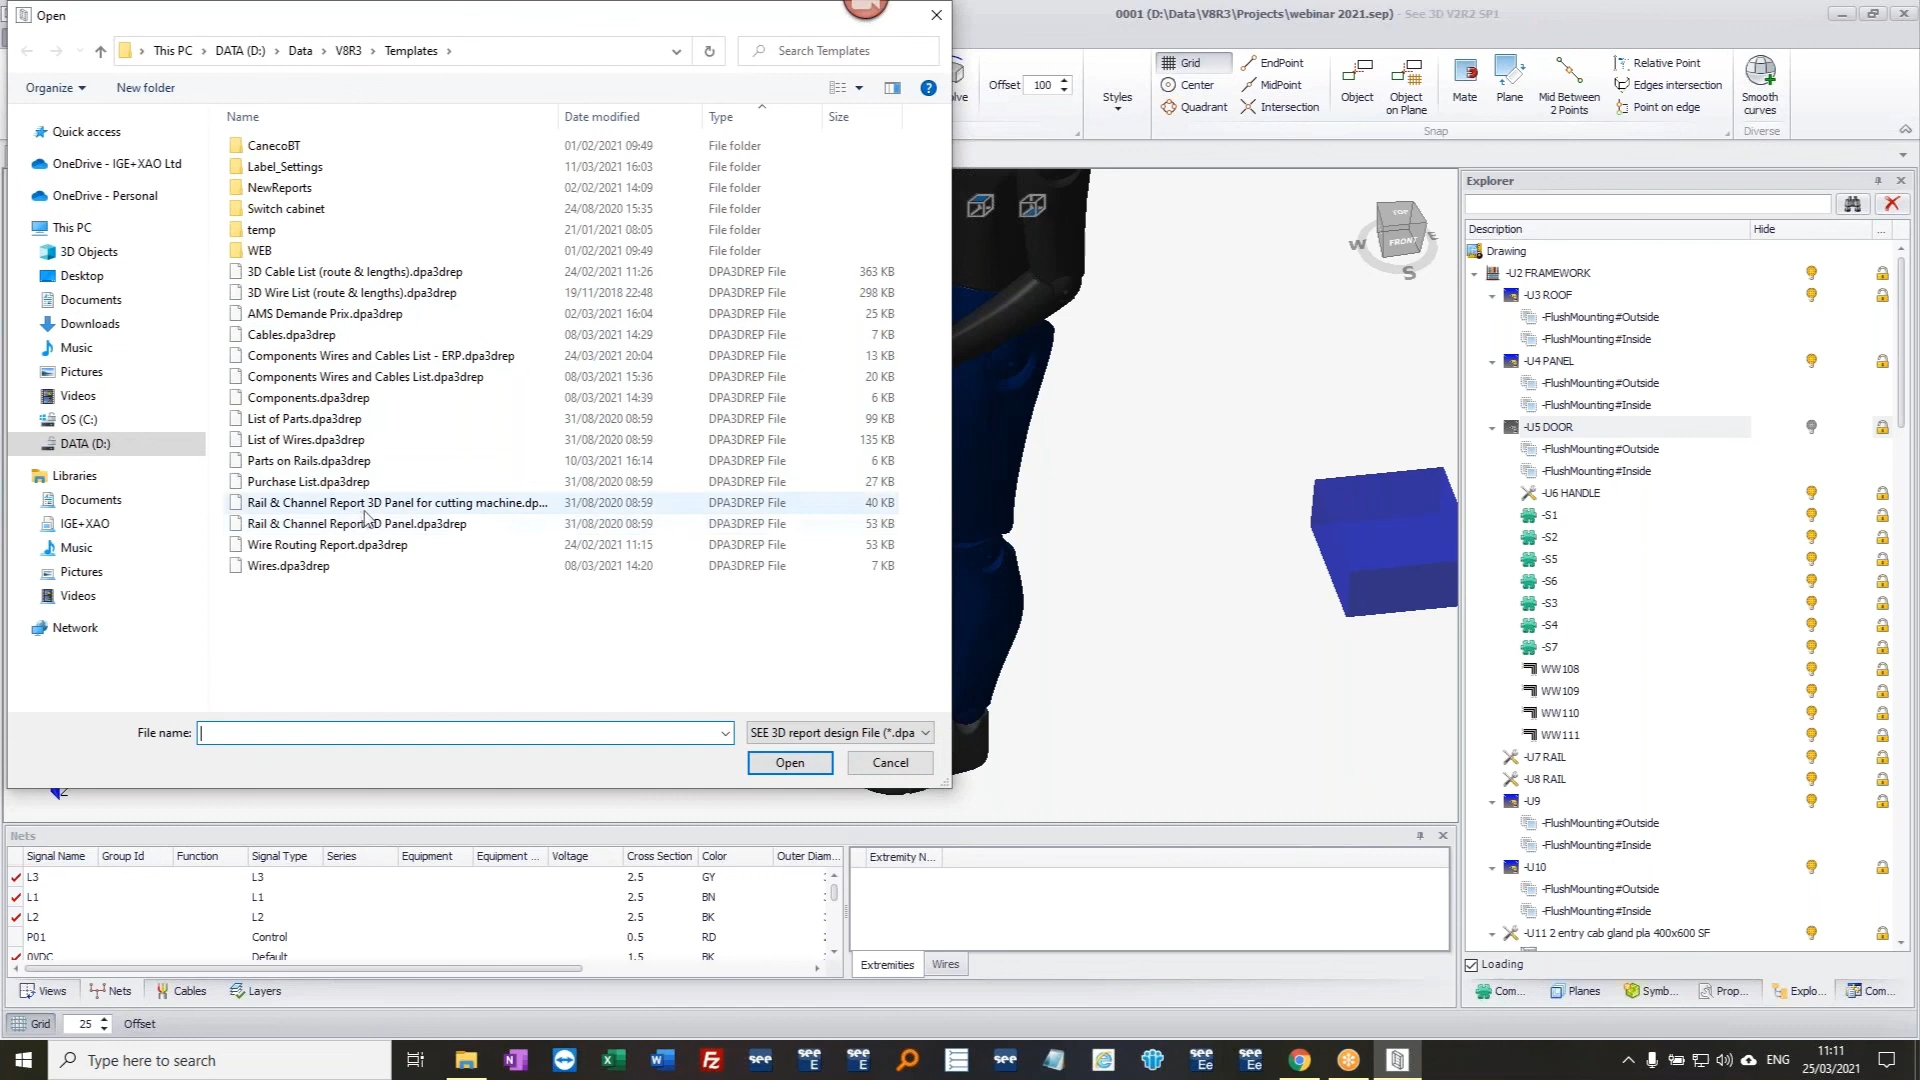 Open
0001 (D:\Data\V8R3\Projects\webinar 2021.sep) - See 3D V2R2 SP1
This PC > DATA (D:) > Data > V8R3 > Templates >
Search Templates
Organize
New folder
Name Date modified Type Size
CanecoBT 01/02/2021 09:49 File folder
Label_Settings 11/03/2021 16:03 File folder
NewReports 02/02/2021 14:09 File folder
Switch cabinet 24/08/2020 15:35 File folder
temp 21/01/2021 08:05 File folder
WEB 01/02/2021 09:49 File folder
3D Cable List (route & lengths).dpa3drep 24/02/2021 11:26 DPA3DREP File 363 KB
3D Wire List (route & lengths).dpa3drep 19/11/2018 22:48 DPA3DREP File 298 KB
AMS Demande Prix.dpa3drep 02/03/2021 16:04 DPA3DREP File 25 KB
Cables.dpa3drep 08/03/2021 14:29 DPA3DREP File 7 KB
Components Wires and Cables List - ERP.dpa3drep 24/03/2021 20:04 DPA3DREP File 13 KB
Components Wires and Cables List.dpa3drep 08/03/2021 15:36 DPA3DREP File 20 KB
Components.dpa3drep 08/03/2021 14:39 DPA3DREP File 6 KB
List of Parts.dpa3drep 31/08/2020 08:59 DPA3DREP File 99 KB
List of Wires.dpa3drep 31/08/2020 08:59 DPA3DREP File 135 KB
Parts on Rails.dpa3drep 10/03/2021 16:14 DPA3DREP File 6 KB
Purchase List.dpa3drep 31/08/2020 08:59 DPA3DREP File 27 KB
Rail & Channel Report 3D Panel for cutting machine.dp... 31/08/2020 08:59 DPA3DREP File 40 KB
Rail & Channel Report 3D Panel.dpa3drep 31/08/2020 08:59 DPA3DREP File 53 KB
Wire Routing Report.dpa3drep 24/02/2021 11:15 DPA3DREP File 53 KB
Wires.dpa3drep 08/03/2021 14:20 DPA3DREP File 7 KB
Quick access
OneDrive - IGE+XAO Ltd
OneDrive - Personal
This PC
3D Objects
Desktop
Documents
Downloads
Music
Pictures
Videos
OS (C:)
DATA (D:)
Libraries
Documents
IGE+XAO
Music
Pictures
Videos
Network
File name:
SEE 3D report design File (*.dpa
Open
Cancel
Offset 100
Styles
Grid
Center
Quadrant
EndPoint
MidPoint
Intersection
Object
Object on Plane
Mate
Plane
Mid Between 2 Points
Relative Point
Edges intersection
Point on edge
Snap
Smooth curves
Diverse
TOP
FRONT
W
E
S
Explorer
Description Hide ...
Drawing
-U2 FRAMEWORK
-U3 ROOF
-FlushMounting#Outside
-FlushMounting#Inside
-U4 PANEL
-FlushMounting#Outside
-FlushMounting#Inside
-U5 DOOR
-FlushMounting#Outside
-FlushMounting#Inside
-U6 HANDLE
-S1
-S2
-S5
-S6
-S3
-S4
-S7
WW108
WW109
WW110
WW111
-U7 RAIL
-U8 RAIL
-U9
-FlushMounting#Outside
-FlushMounting#Inside
-U10
-FlushMounting#Outside
-FlushMounting#Inside
-U11 2 entry cab gland pla 400x600 SF
Loading
Com... Planes Symb... Prop... Explo... Com...
Z
Nets
Signal Name Group Id Function Signal Type Series Equipment Equipment ... Voltage Cross Section Color Outer Diam...
L3 L3 2.5 GY
L1 L1 2.5 BN
L2 L2 2.5 BK
P01 Control 0.5 RD
0VDC Default 1.5 BK
Extremity N...
Extremities Wires
Views Nets Cables Layers
Grid 25 Offset
Type here to search
ENG
11:11
25/03/2021